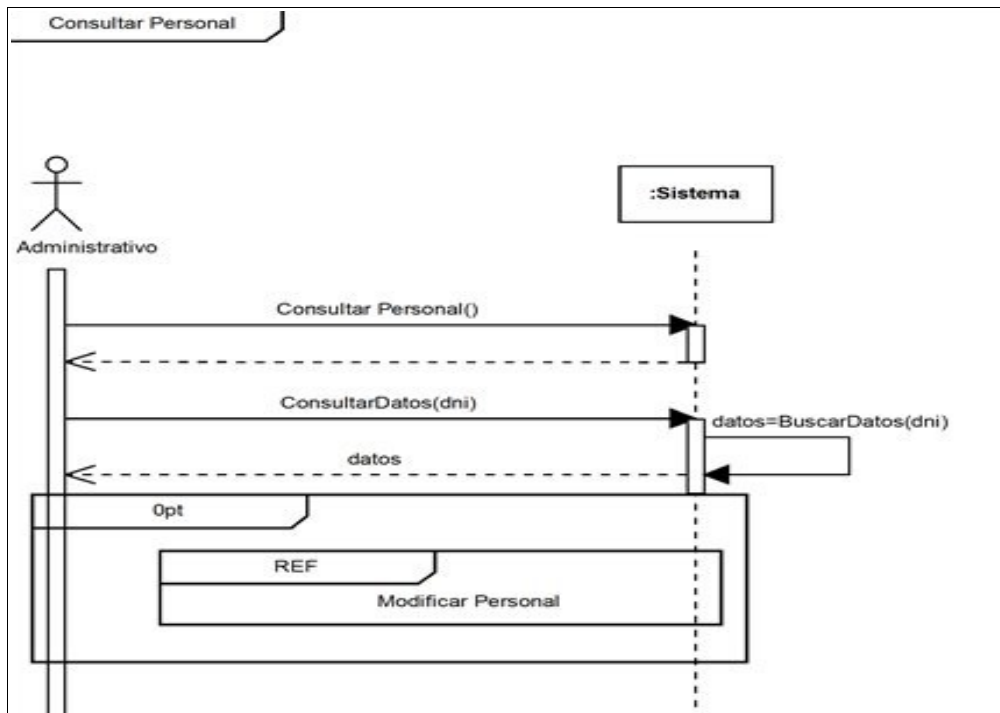 Consultar Personal
:Sistema
Administrativo
Consultar Personal()
ConsultarDatos(dni)
datos=BuscarDatos(dni)
datos
0pt
REF
Modificar Personal